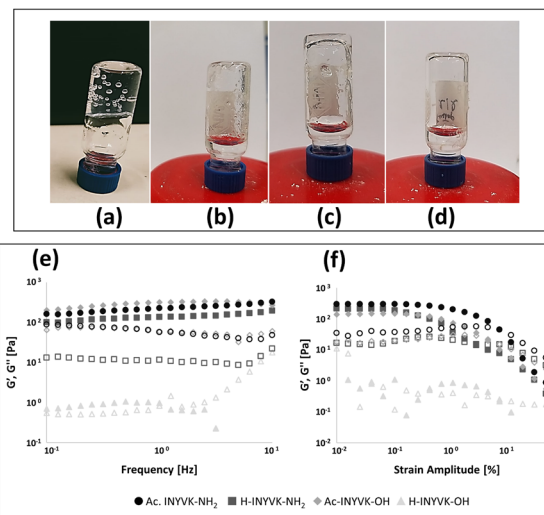 (a) (b) (c) (d)
(e) (f)
10³ 10³
10² 10²
10¹ 10¹
10⁰ 10⁰
10⁻¹ 10⁻¹
10⁻² 10⁻²
G', G'' [Pa] G', G'' [Pa]
10⁻¹ 10⁰ 10¹ 10⁻² 10⁻¹ 10⁰ 10¹
Frequency [Hz] Strain Amplitude [%]
Ac. INYVK-NH₂ H-INYVK-NH₂ Ac-INYVK-OH H-INYVK-OH